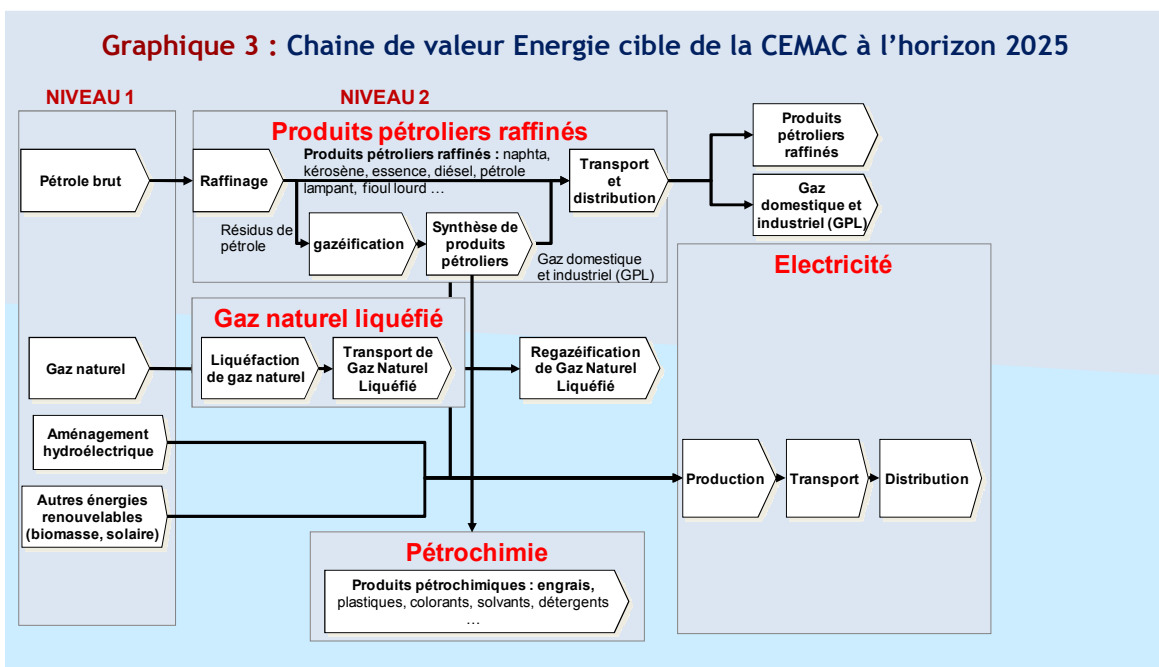 Graphique 3 : Chaine de valeur Energie cible de la CEMAC à l’horizon 2025
NIVEAU 1
NIVEAU 2
Produits pétroliers raffinés
Pétrole brut
Raffinage
Produits pétroliers raffinés : naphta,
kérosène, essence, diésel, pétrole
lampant, fioul lourd …
Transport
et
distribution
Produits
pétroliers
raffinés
Gaz
domestique et
industriel (GPL)
Résidus de
pétrole
gazéification
Synthèse de
produits
pétroliers
Gaz domestique
et industriel (GPL)
Electricité
Gaz naturel liquéfié
Gaz naturel
Liquéfaction
de gaz naturel
Transport de
Gaz Naturel
Liquéfié
Regazéification
de Gaz Naturel
Liquéfié
Aménagement
hydroélectrique
Autres énergies
renouvelables
(biomasse, solaire)
Production
Transport
Distribution
Pétrochimie
Produits pétrochimiques : engrais,
plastiques, colorants, solvants, détergents
…